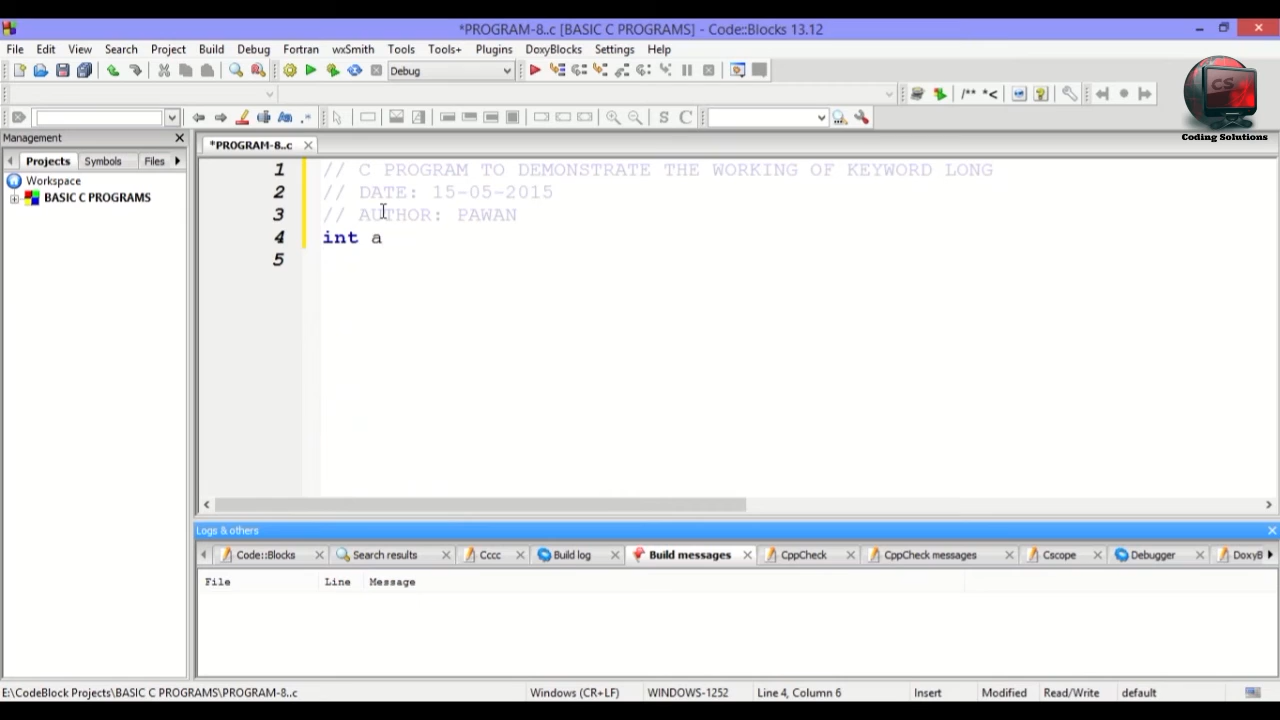 *PROGRAM-8..c [BASIC C PROGRAMS] - Code::Blocks 13.12
File Edit View Search Project Build Debug Fortran wxSmith Tools Tools+ Plugins DoxyBlocks Settings Help
Debug
/** *<
S C
CS
Coding Solutions
Management
*PROGRAM-8..c
Projects Symbols Files
Workspace
BASIC C PROGRAMS
1 // C PROGRAM TO DEMONSTRATE THE WORKING OF KEYWORD LONG
2 // DATE: 15-05-2015
3 // AUTHOR: PAWAN
4 int a
5
Logs & others
Code::Blocks Search results Cccc Build log Build messages CppCheck CppCheck messages Cscope Debugger DoxyB
File Line Message
E:\CodeBlock Projects\BASIC C PROGRAMS\PROGRAM-8..c Windows (CR+LF) WINDOWS-1252 Line 4, Column 6 Insert Modified Read/Write default